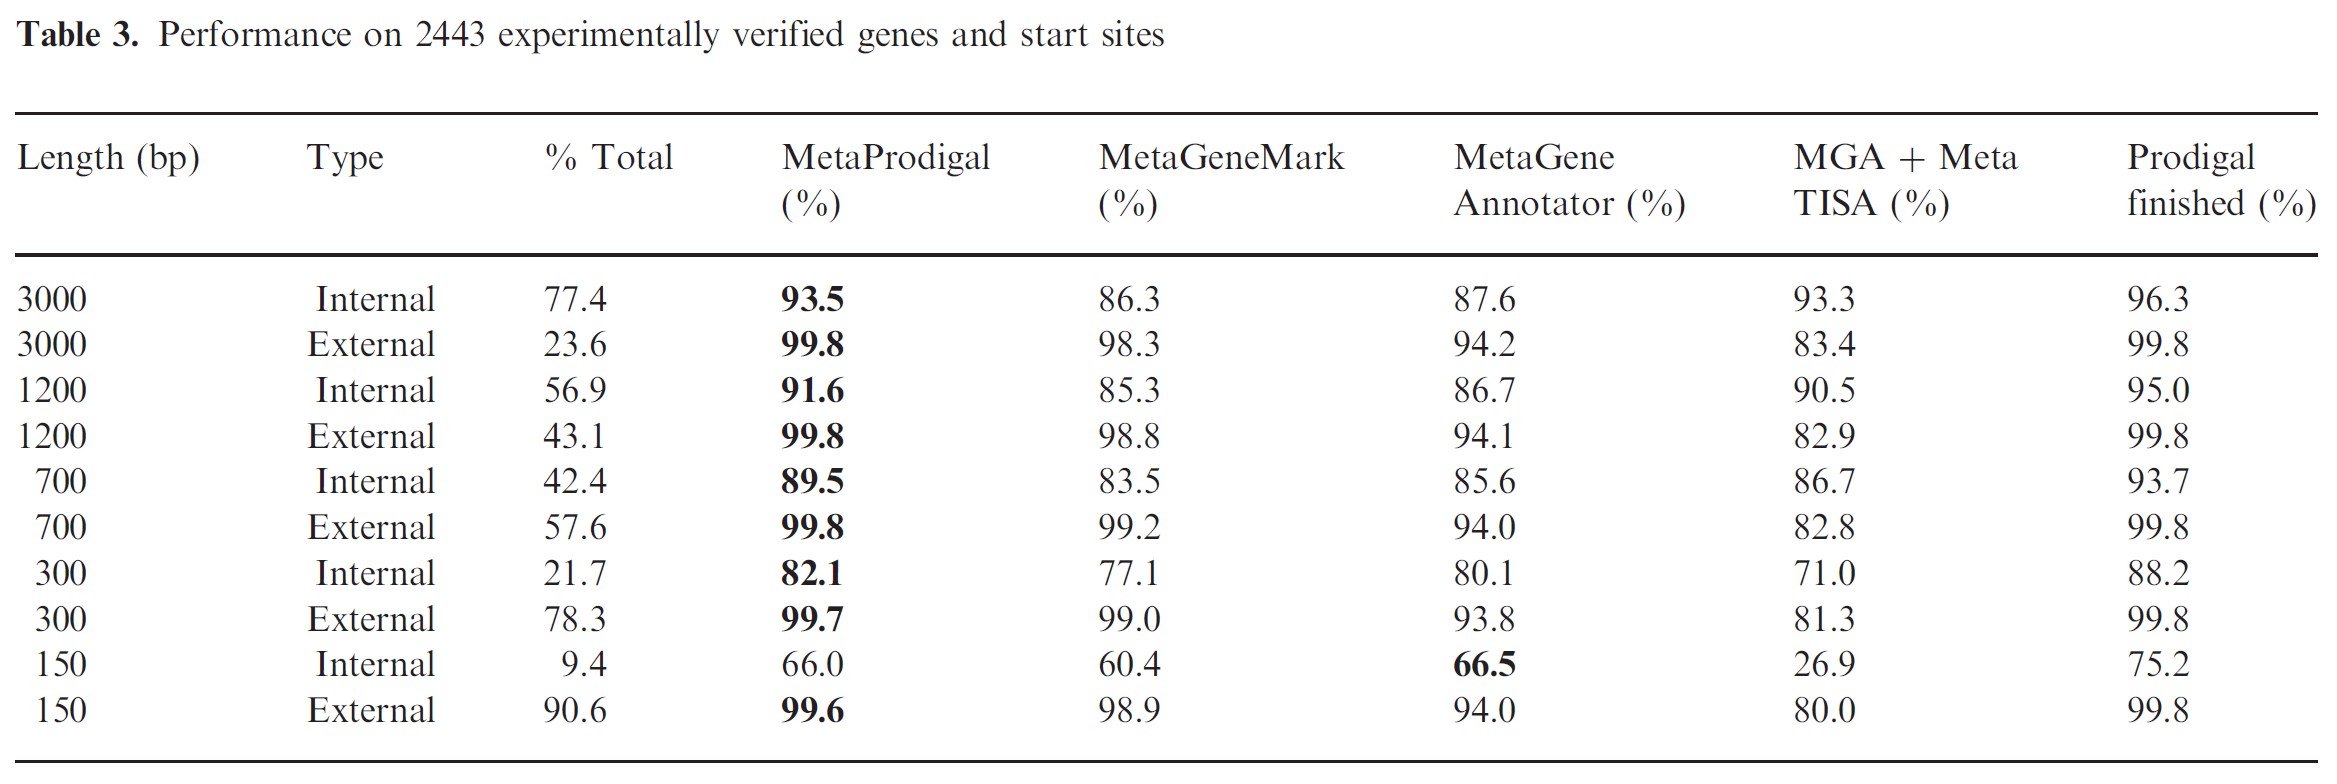 Table 3. Performance on 2443 experimentally verified genes and start sites
Length (bp) Type % Total MetaProdigal MetaGeneMark MetaGene MGA + Meta Prodigal
(%) (%) Annotator (%) TISA (%) finished (%)
3000 Internal 77.4 93.5 86.3 87.6 93.3 96.3
3000 External 23.6 99.8 98.3 94.2 83.4 99.8
1200 Internal 56.9 91.6 85.3 86.7 90.5 95.0
1200 External 43.1 99.8 98.8 94.1 82.9 99.8
700 Internal 42.4 89.5 83.5 85.6 86.7 93.7
700 External 57.6 99.8 99.2 94.0 82.8 99.8
300 Internal 21.7 82.1 77.1 80.1 71.0 88.2
300 External 78.3 99.7 99.0 93.8 81.3 99.8
150 Internal 9.4 66.0 60.4 66.5 26.9 75.2
150 External 90.6 99.6 98.9 94.0 80.0 99.8